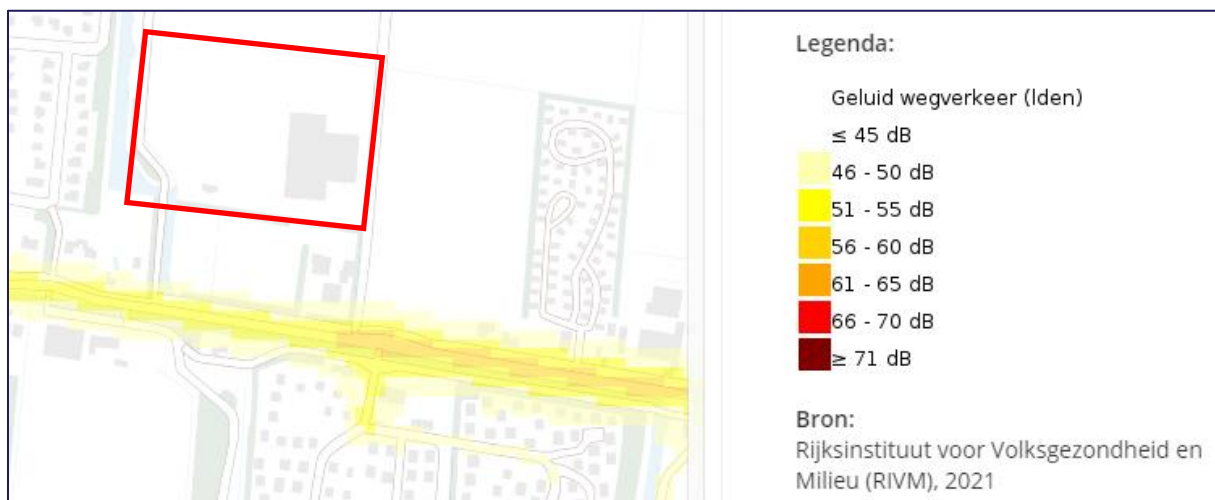 Legenda:
Geluid wegverkeer (lden)
≤ 45 dB
46 - 50 dB
51 - 55 dB
56 - 60 dB
61 - 65 dB
66 - 70 dB
≥ 71 dB
Bron:
Rijksinstituut voor Volksgezondheid en
Milieu (RIVM), 2021